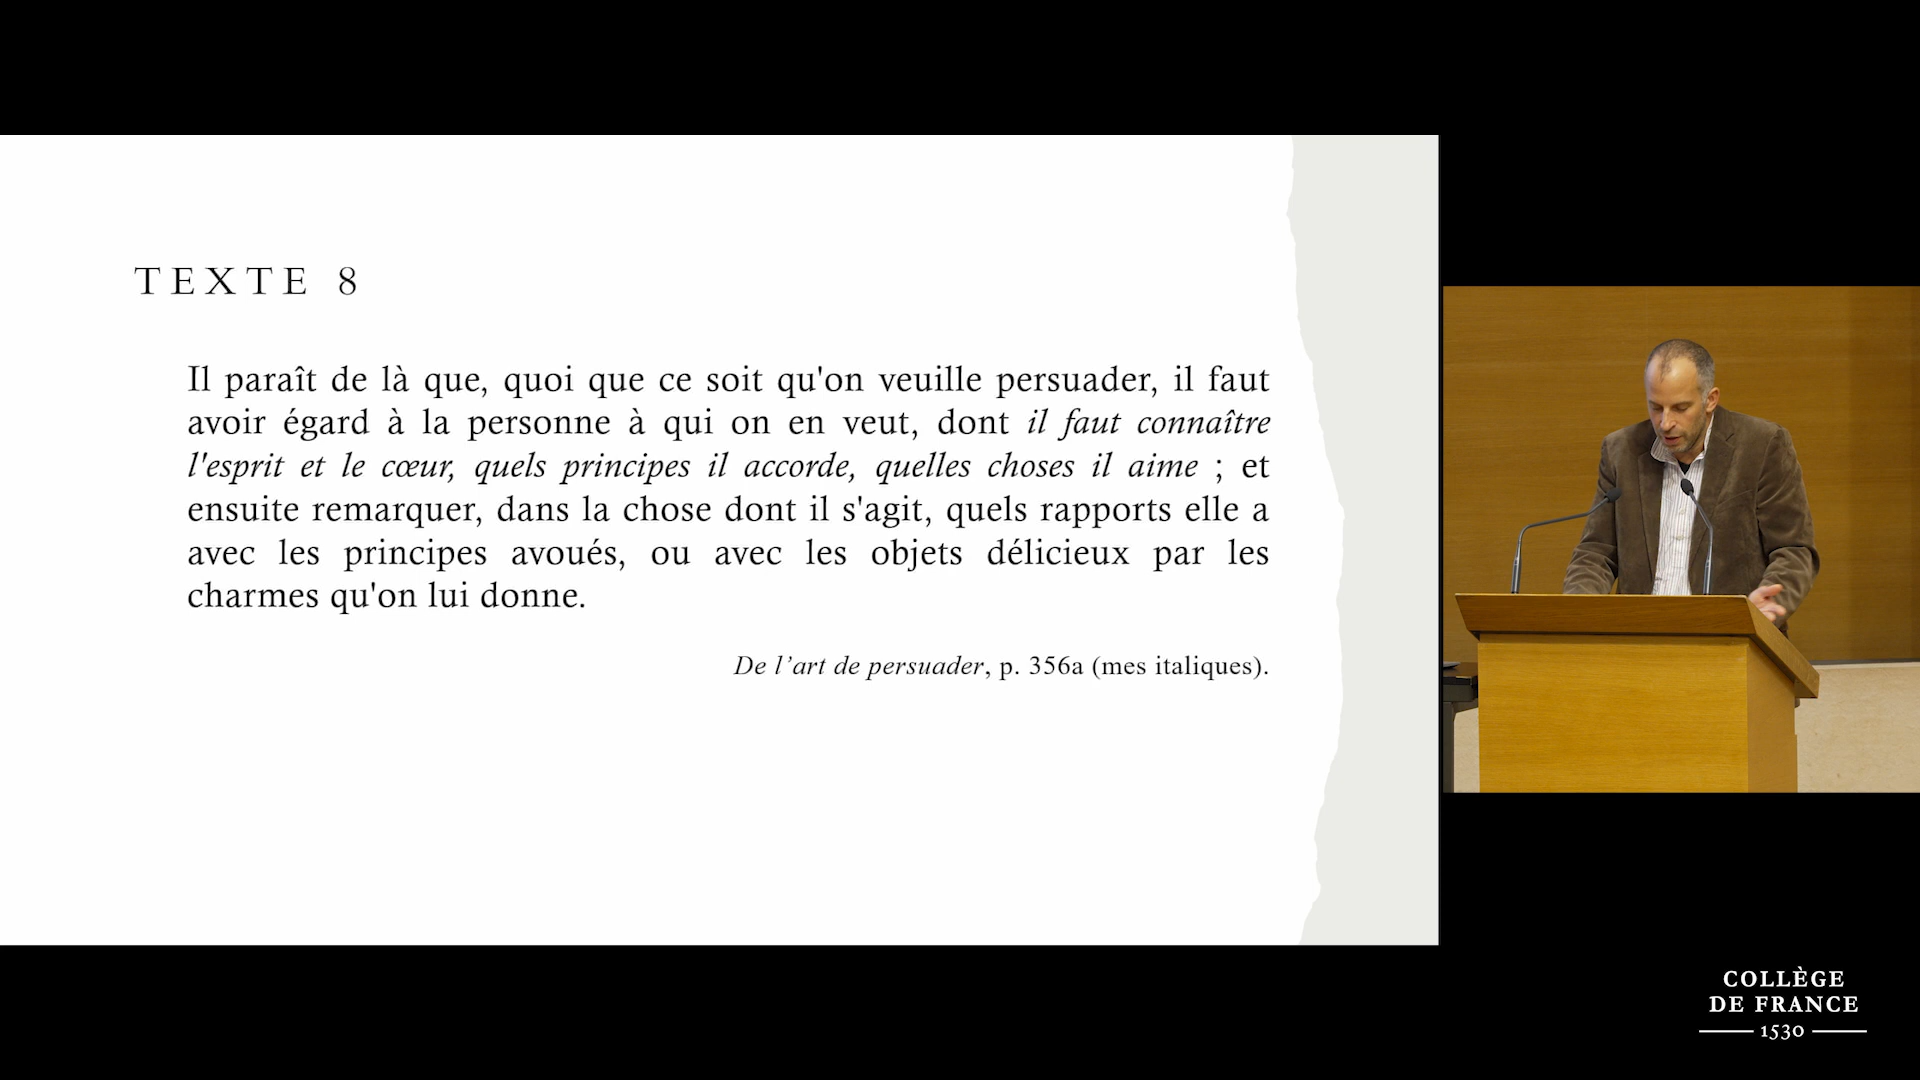 TEXTE 8
Il paraît de là que, quoi que ce soit qu'on veuille persuader, il faut
avoir égard à la personne à qui on en veut, dont il faut connaître
l'esprit et le cœur, quels principes il accorde, quelles choses il aime ; et
ensuite remarquer, dans la chose dont il s'agit, quels rapports elle a
avec les principes avoués, ou avec les objets délicieux par les
charmes qu'on lui donne.
De l’art de persuader, p. 356a (mes italiques).
COLLÈGE
DE FRANCE
1530